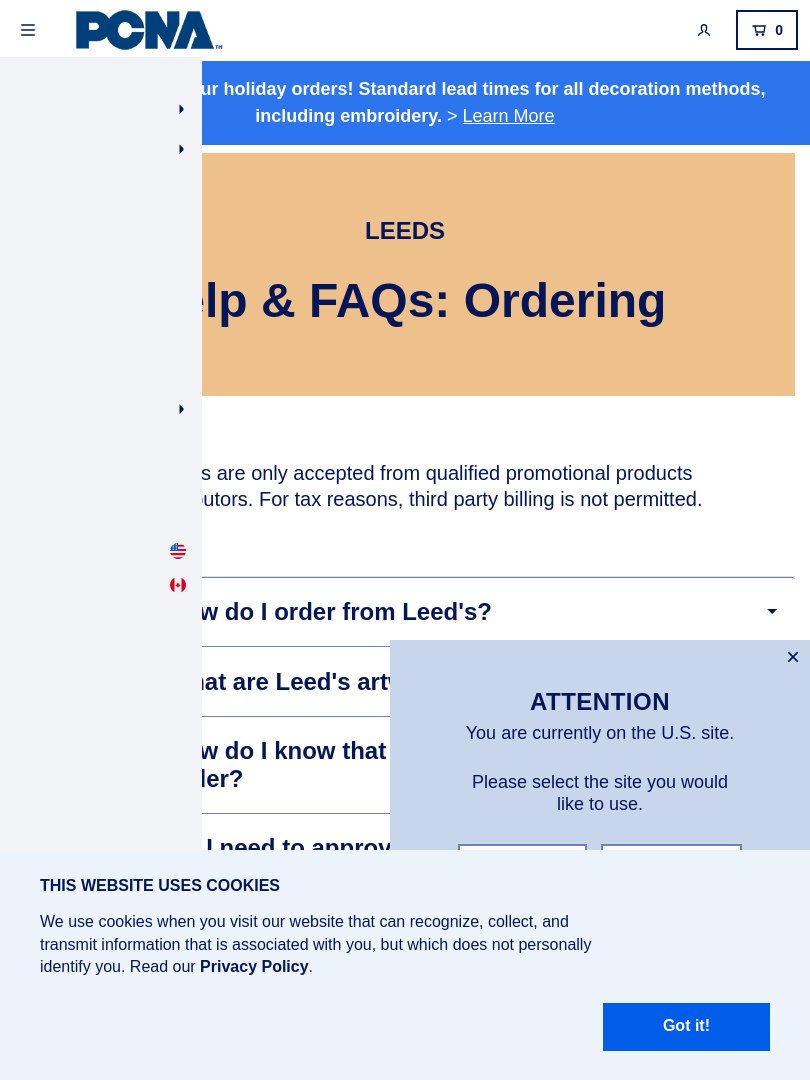 PCNA™
0
ur holiday orders! Standard lead times for all decoration methods,
including embroidery. > Learn More
LEEDS
lp & FAQs: Ordering
s are only accepted from qualified promotional products
butors. For tax reasons, third party billing is not permitted.
w do I order from Leed's?
×
hat are Leed's artw
ATTENTION
You are currently on the U.S. site.
w do I know that
der?
Please select the site you would
like to use.
I need to approv
THIS WEBSITE USES COOKIES
We use cookies when you visit our website that can recognize, collect, and
transmit information that is associated with you, but which does not personally
identify you. Read our Privacy Policy.
Got it!